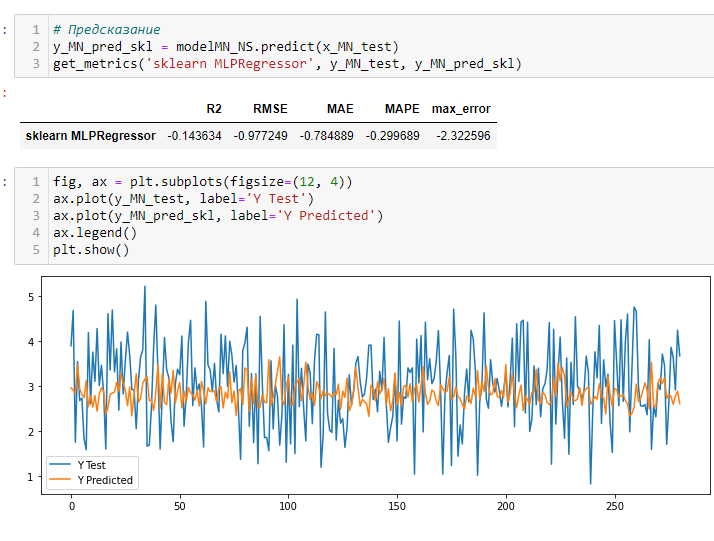 :
1 # Предсказание
2 y_MN_pred_skl = modelMN_NS.predict(x_MN_test)
3 get_metrics('sklearn MLPRegressor', y_MN_test, y_MN_pred_skl)
:
R2 RMSE MAE MAPE max_error
sklearn MLPRegressor -0.143634 -0.977249 -0.784889 -0.299689 -2.322596
:
1 fig, ax = plt.subplots(figsize=(12, 4))
2 ax.plot(y_MN_test, label='Y Test')
3 ax.plot(y_MN_pred_skl, label='Y Predicted')
4 ax.legend()
5 plt.show()
5
4
3
2
1
Y Test
Y Predicted
0 50 100 150 200 250